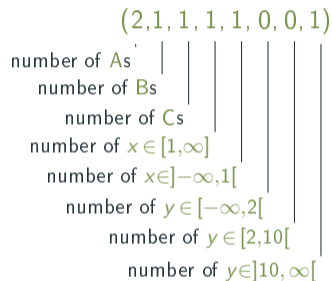 (2,1, 1, 1, 1, 0, 0, 1)
number of As
number of Bs
number of Cs
number of x ∈ [1,∞]
number of x∈]−∞,1[
number of y ∈ [−∞,2[
number of y ∈ [2,10[
number of y∈]10, ∞[